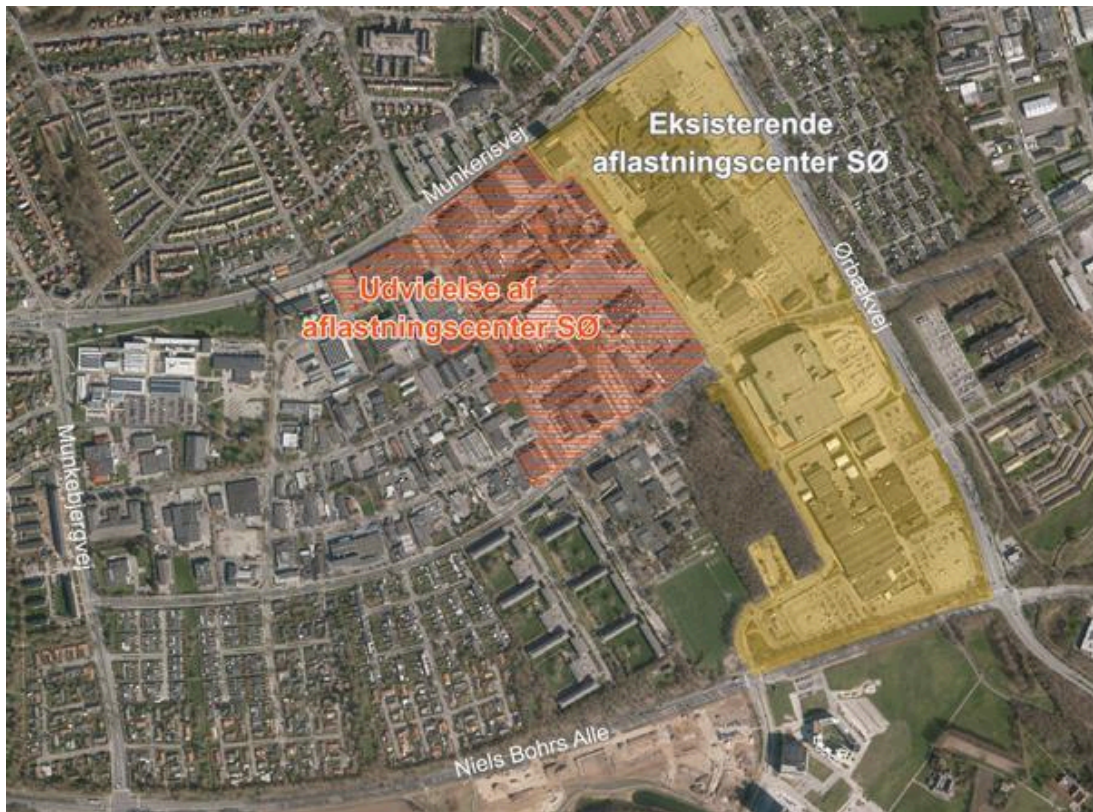 Eksisterende
aflastningscenter SØ
Munkerisvej
Ørbækvej
Udvidelse af
aflastningscenter SØ
Munkebjergvej
Niels Bohrs Alle